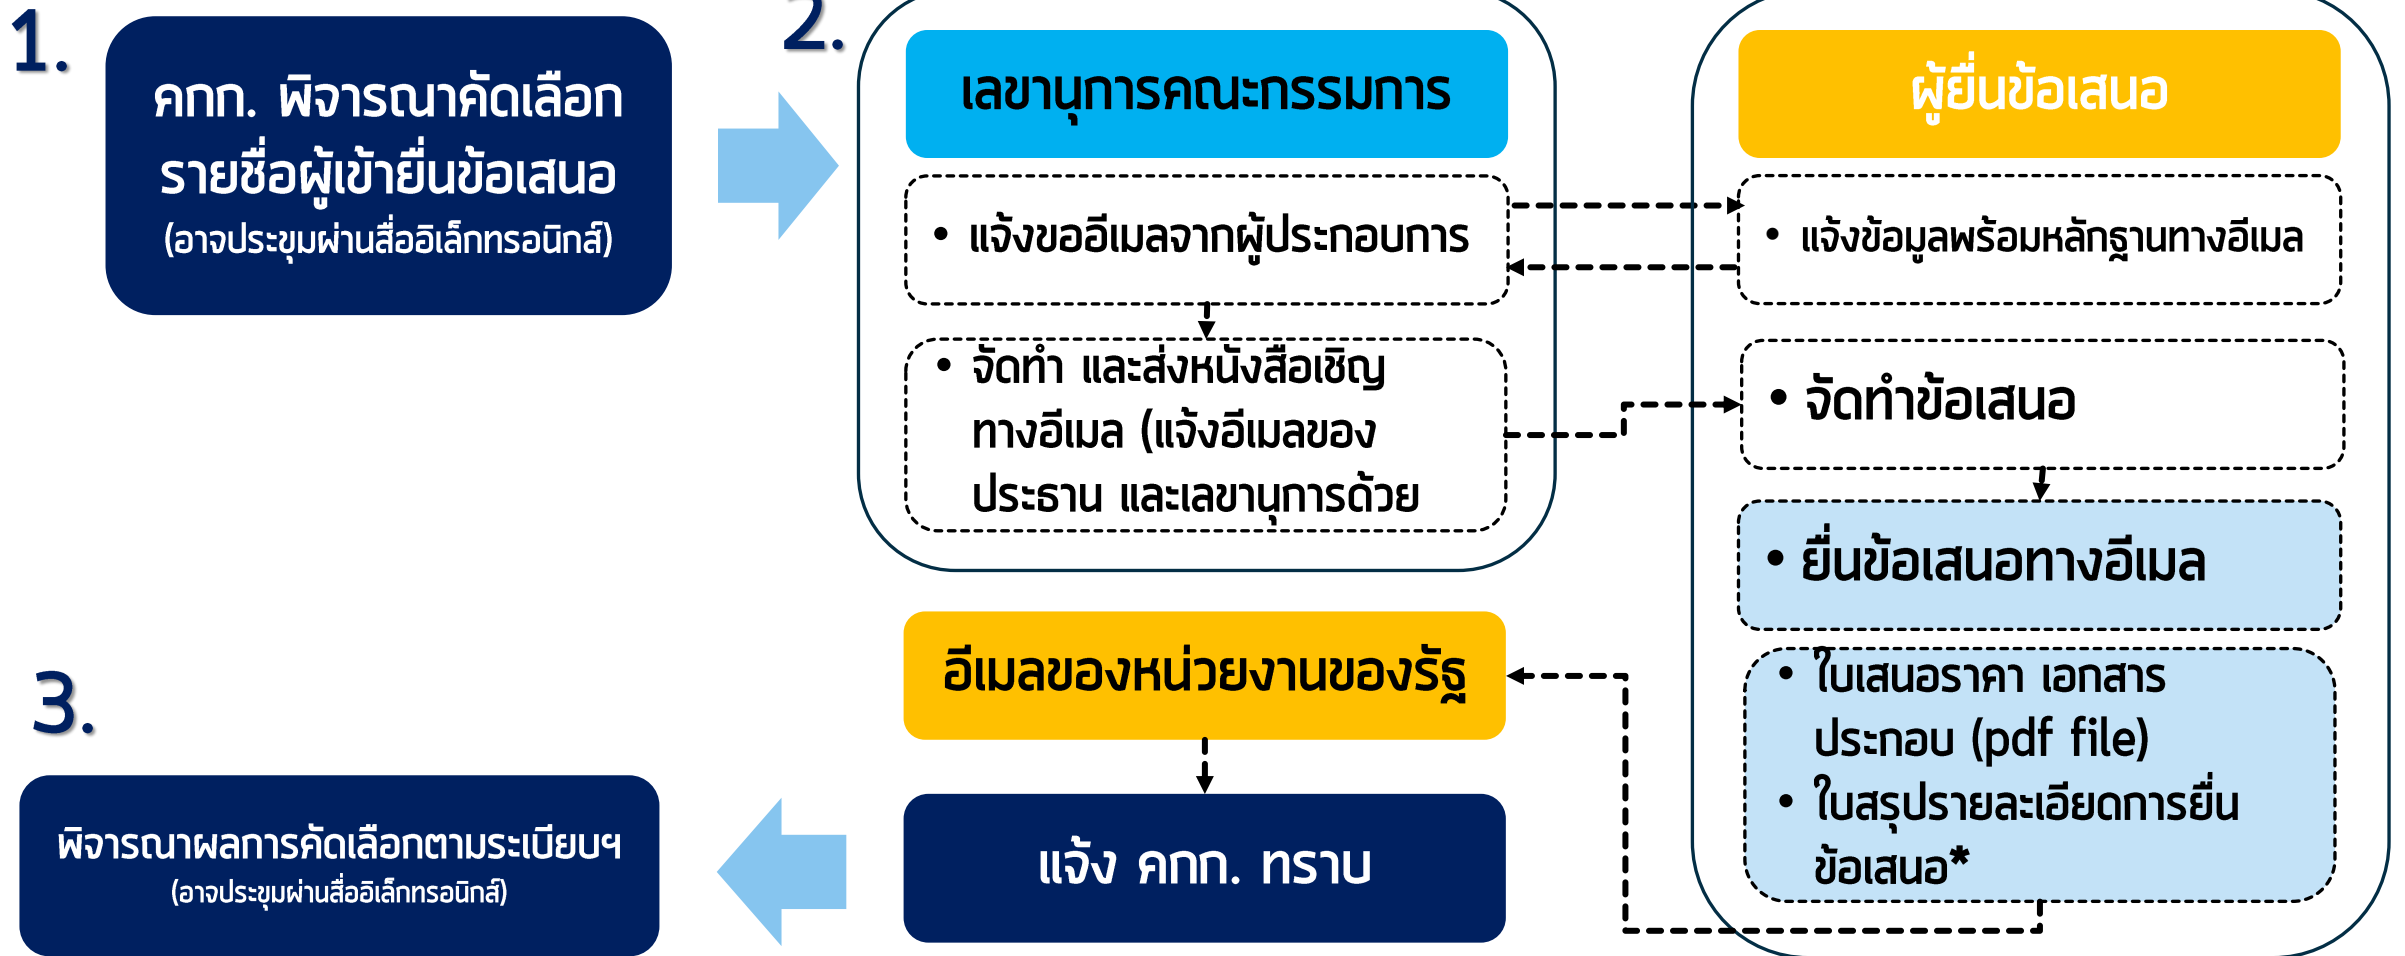 1.
คกก. พิจารณาคัดเลือก
รายชื่อผู้เข้ายื่นข้อเสนอ
(อาจประชุมผ่านสื่ออิเล็กทรอนิกส์)
2.
เลขานุการคณะกรรมการ
• แจ้งขออีเมลจากผู้ประกอบการ
• จัดทำ และส่งหนังสือเชิญ
ทางอีเมล (แจ้งอีเมลของ
ประธาน และเลขานุการด้วย
ผู้ยื่นข้อเสนอ
• แจ้งข้อมูลพร้อมหลักฐานทางอีเมล
• จัดทำข้อเสนอ
• ยื่นข้อเสนอทางอีเมล
• ใบเสนอราคา เอกสาร
ประกอบ (pdf file)
• ใบสรุปรายละเอียดการยื่น
ข้อเสนอ*
อีเมลของหน่วยงานของรัฐ
แจ้ง คกก. ทราบ
3.
พิจารณาผลการคัดเลือกตามระเบียบฯ
(อาจประชุมผ่านสื่ออิเล็กทรอนิกส์)